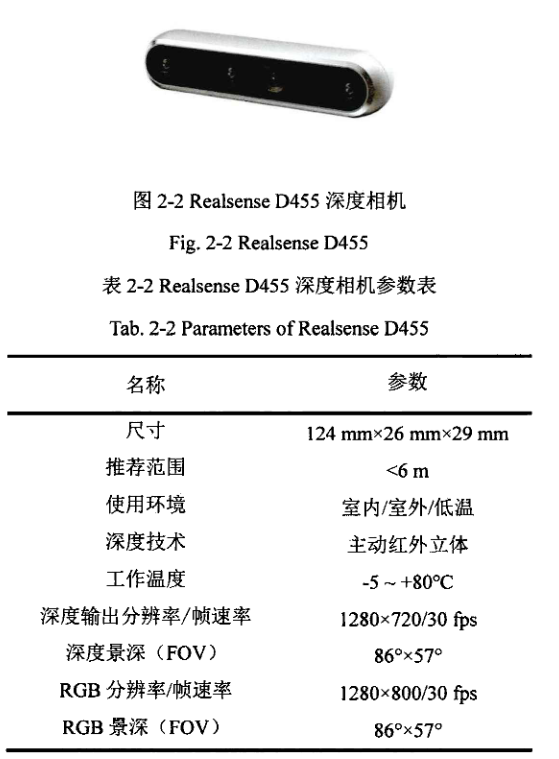 图 2-2 Realsense D455 深度相机
Fig. 2-2 Realsense D455
表 2-2 Realsense D455 深度相机参数表
Tab. 2-2 Parameters of Realsense D455
名称 参数
尺寸 124 mm×26 mm×29 mm
推荐范围 <6 m
使用环境 室内/室外/低温
深度技术 主动红外立体
工作温度 -5 ~ +80°C
深度输出分辨率/帧速率 1280×720/30 fps
深度景深（FOV） 86°×57°
RGB 分辨率/帧速率 1280×800/30 fps
RGB 景深（FOV） 86°×57°